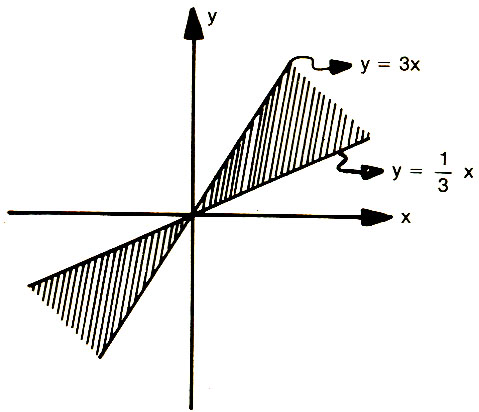 y
y = 3x
y = 1/3 x
x